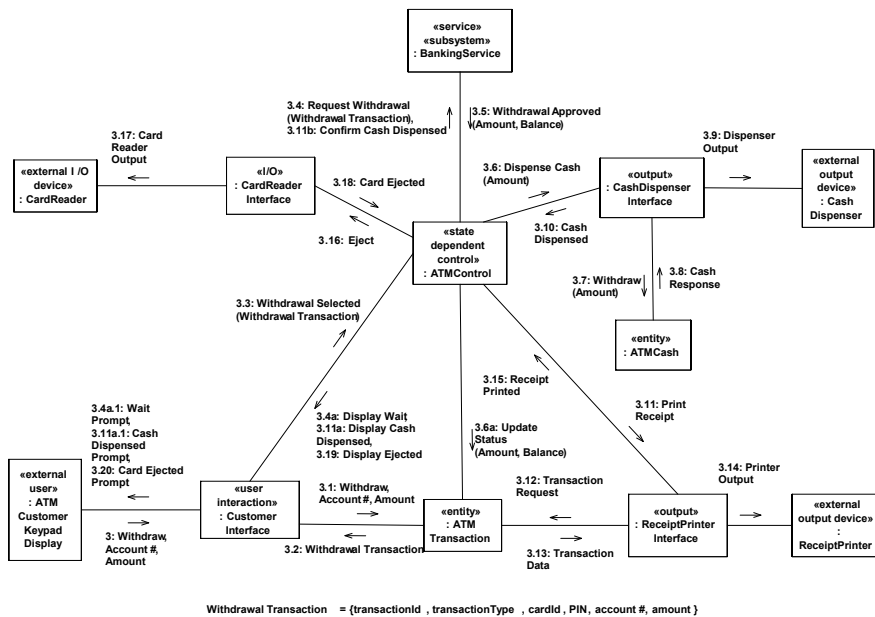 «service»
«subsystem»
: BankingService
3.4: Request Withdrawal
(Withdrawal Transaction),
3.11b: Confirm Cash Dispensed
3.5: Withdrawal Approved
(Amount, Balance)
3.17: Card
Reader
Output
3.9: Dispenser
Output
«external I /O
device»
: CardReader
«I/O»
: CardReader
Interface
3.18: Card Ejected
3.16: Eject
3.6: Dispense Cash
(Amount)
3.10: Cash
Dispensed
«output»
: CashDispenser
Interface
«external
output
device»
: Cash
Dispenser
«state
dependent
control»
: ATMControl
3.7: Withdraw
(Amount)
3.8: Cash
Response
3.3: Withdrawal Selected
(Withdrawal Transaction)
«entity»
: ATMCash
3.15: Receipt
Printed
3.11: Print
Receipt
3.4a.1: Wait
Prompt,
3.11a.1: Cash
Dispensed
Prompt,
3.20: Card Ejected
Prompt
3.4a: Display Wait,
3.11a: Display Cash
Dispensed,
3.19: Display Ejected
3.6a: Update
Status
(Amount, Balance)
3.12: Transaction
Request
3.14: Printer
Output
«external
user»
: ATM
Customer
Keypad
Display
3: Withdraw,
Account #,
Amount
«user
interaction»
: Customer
Interface
3.1: Withdraw,
Account #, Amount
3.2: Withdrawal Transaction
«entity»
: ATM
Transaction
3.13: Transaction
Data
«output»
: ReceiptPrinter
Interface
«external
output device»
:
ReceiptPrinter
Withdrawal Transaction = {transactionId , transactionType , cardId , PIN, account #, amount }